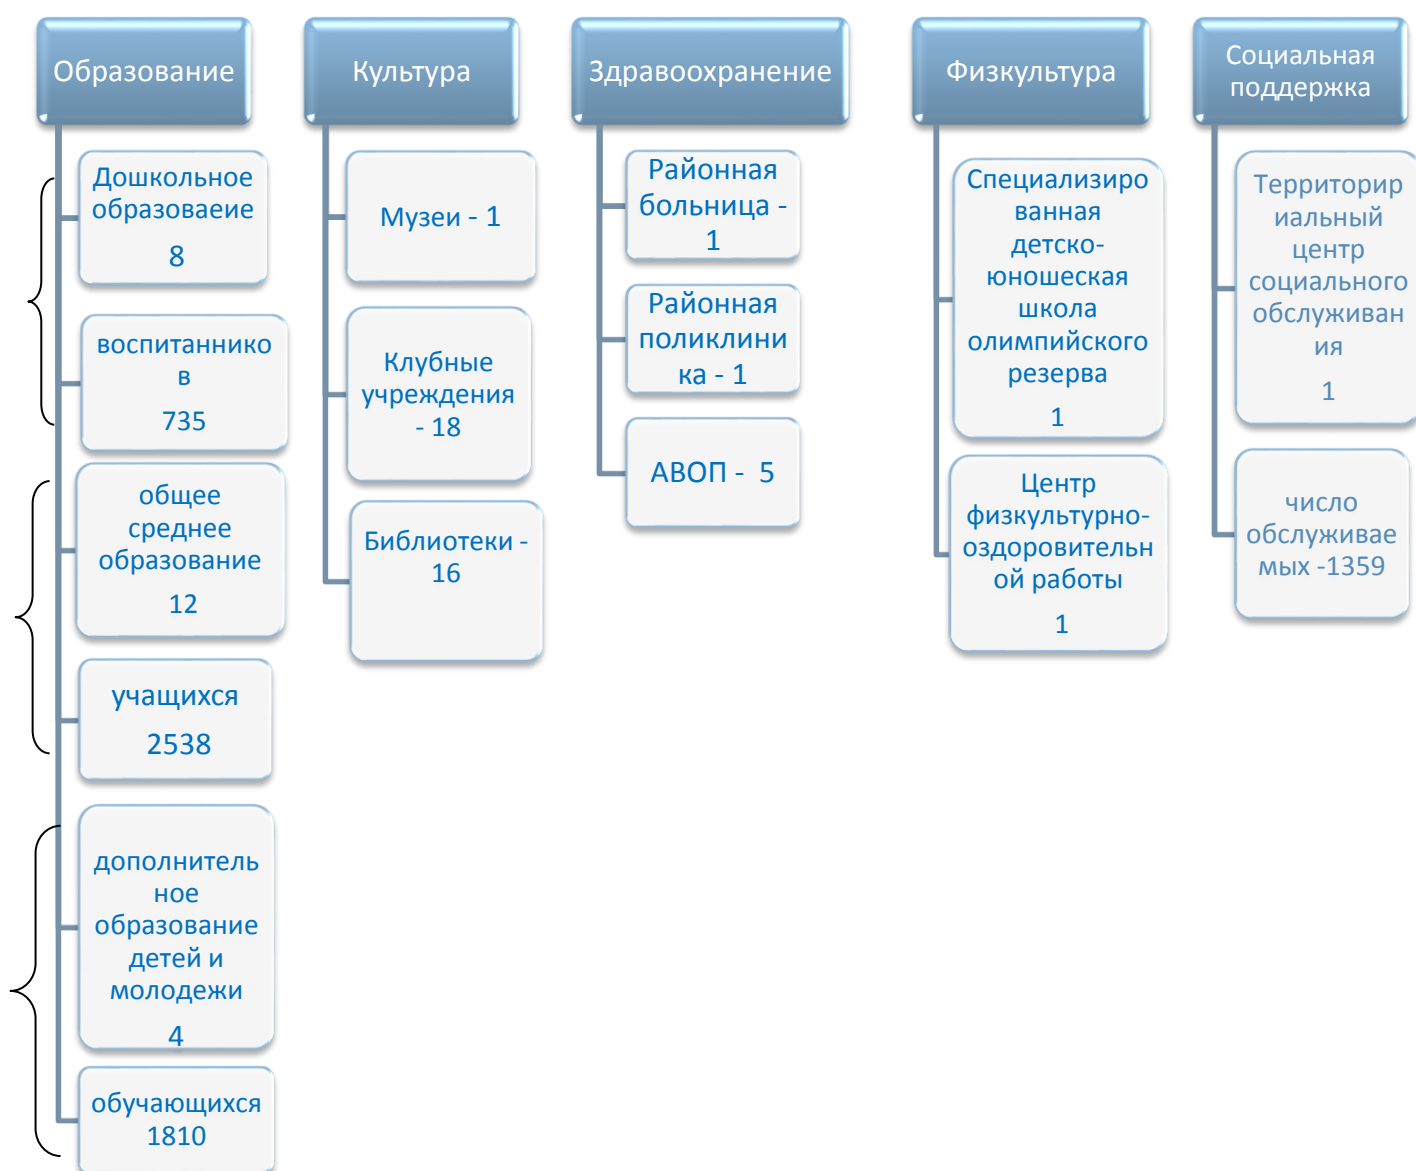 Образование
Дошкольное
образоваеие
8
воспитаннико
в
735
общее
среднее
образование
12
учащихся
2538
дополнитель
ное
образование
детей и
молодежи
4
обучающихся
1810
Культура
Музеи - 1
Клубные
учреждения
- 18
Библиотеки -
16
Здравоохранение
Районная
больница -
1
Районная
поликлини
ка - 1
АВОП - 5
Физкультура
Специализиро
ванная
детско-
юношеская
школа
олимпийского
резерва
1
Центр
физкультурно-
оздоровительн
ой работы
1
Социальная
поддержка
Территорир
иальный
центр
социального
обслуживан
ия
1
число
обслуживае
мых -1359